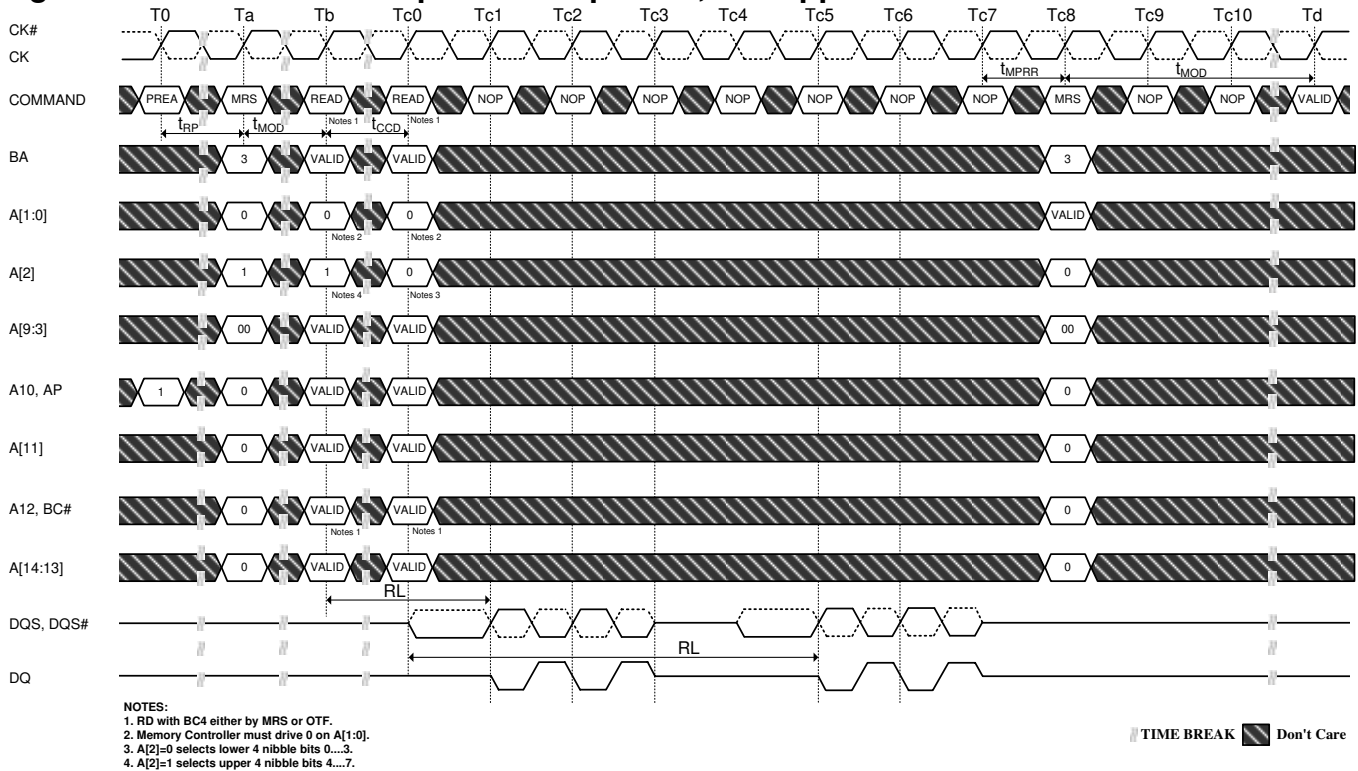 T0 Ta Tb Tc0 Tc1 Tc2 Tc3 Tc4 Tc5 Tc6 Tc7 Tc8 Tc9 Tc10 Td
CK#
CK
tMPRR tMOD
COMMAND PREA MRS READ READ NOP NOP NOP NOP NOP NOP NOP MRS NOP NOP VALID
Notes 1 Notes 1
tRP tMOD tCCD
BA 3 VALID VALID 3
A[1:0] 0 0 0 VALID
Notes 2 Notes 2
A[2] 1 1 0 0
Notes 4 Notes 3
A[9:3] 00 VALID VALID 00
A10, AP 1 0 VALID VALID 0
A[11] 0 VALID VALID 0
A12, BC# 0 VALID VALID 0
Notes 1 Notes 1
A[14:13] 0 VALID VALID 0
RL
DQS, DQS#
RL
DQ
NOTES:
1. RD with BC4 either by MRS or OTF.
2. Memory Controller must drive 0 on A[1:0].
3. A[2]=0 selects lower 4 nibble bits 0....3.
4. A[2]=1 selects upper 4 nibble bits 4....7.
TIME BREAK Don't Care